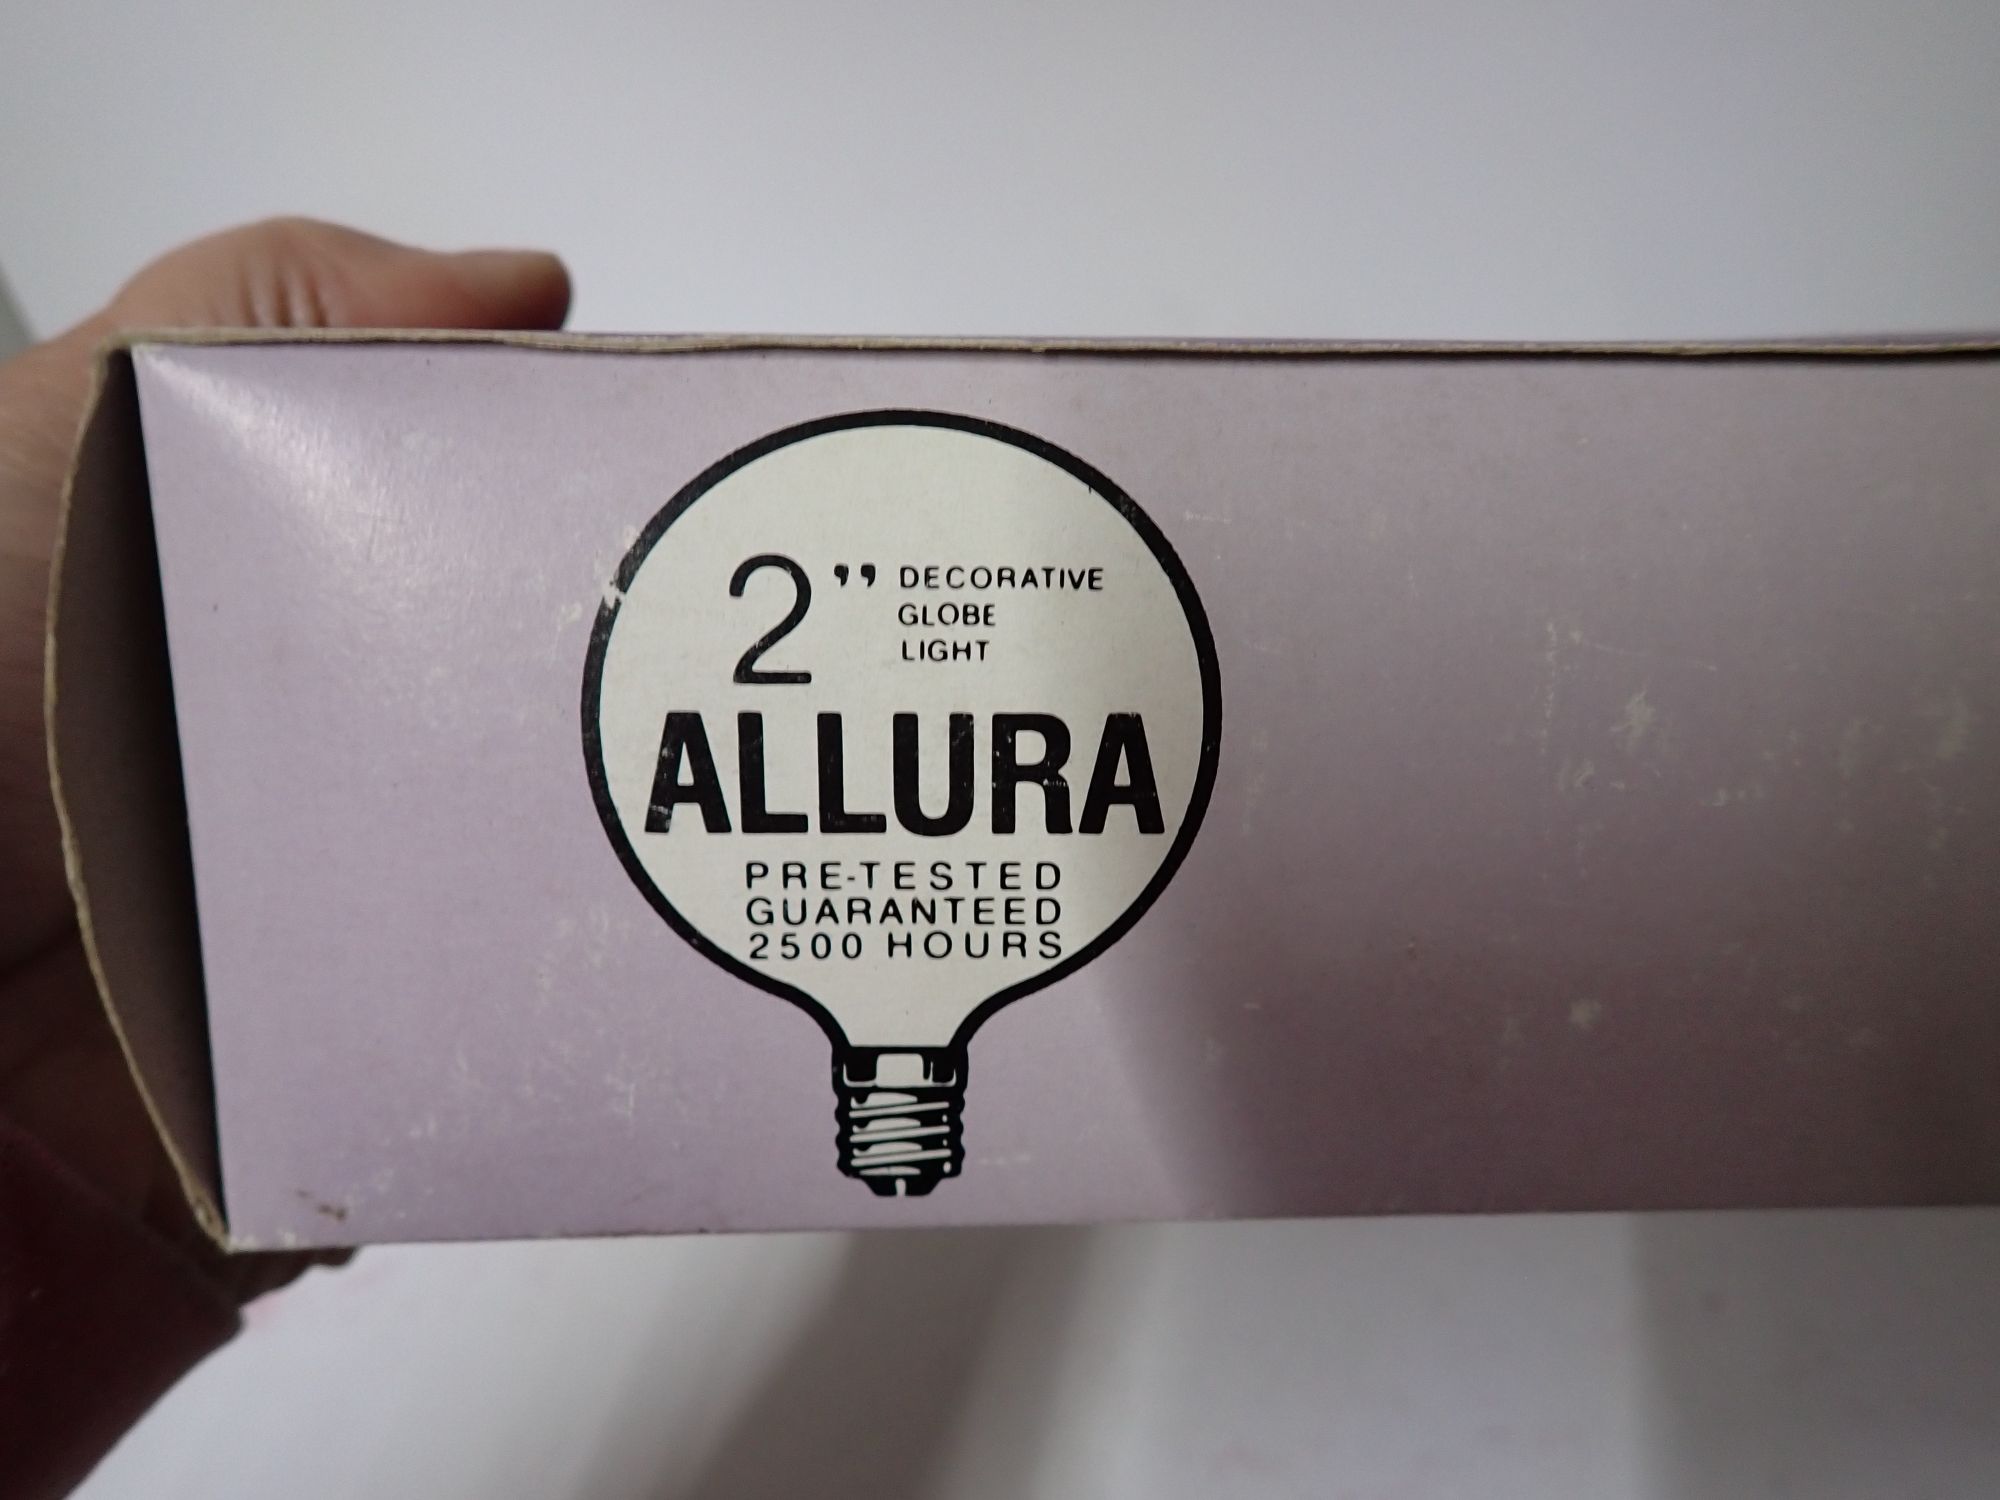 2” DECORATIVE
GLOBE
LIGHT
ALLURA
PRE-TESTED
GUARANTEED
2500 HOURS